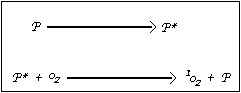 𝒫 ⟶ 𝒫*
𝒫* + O₂ ⟶ ¹O₂ + 𝒫